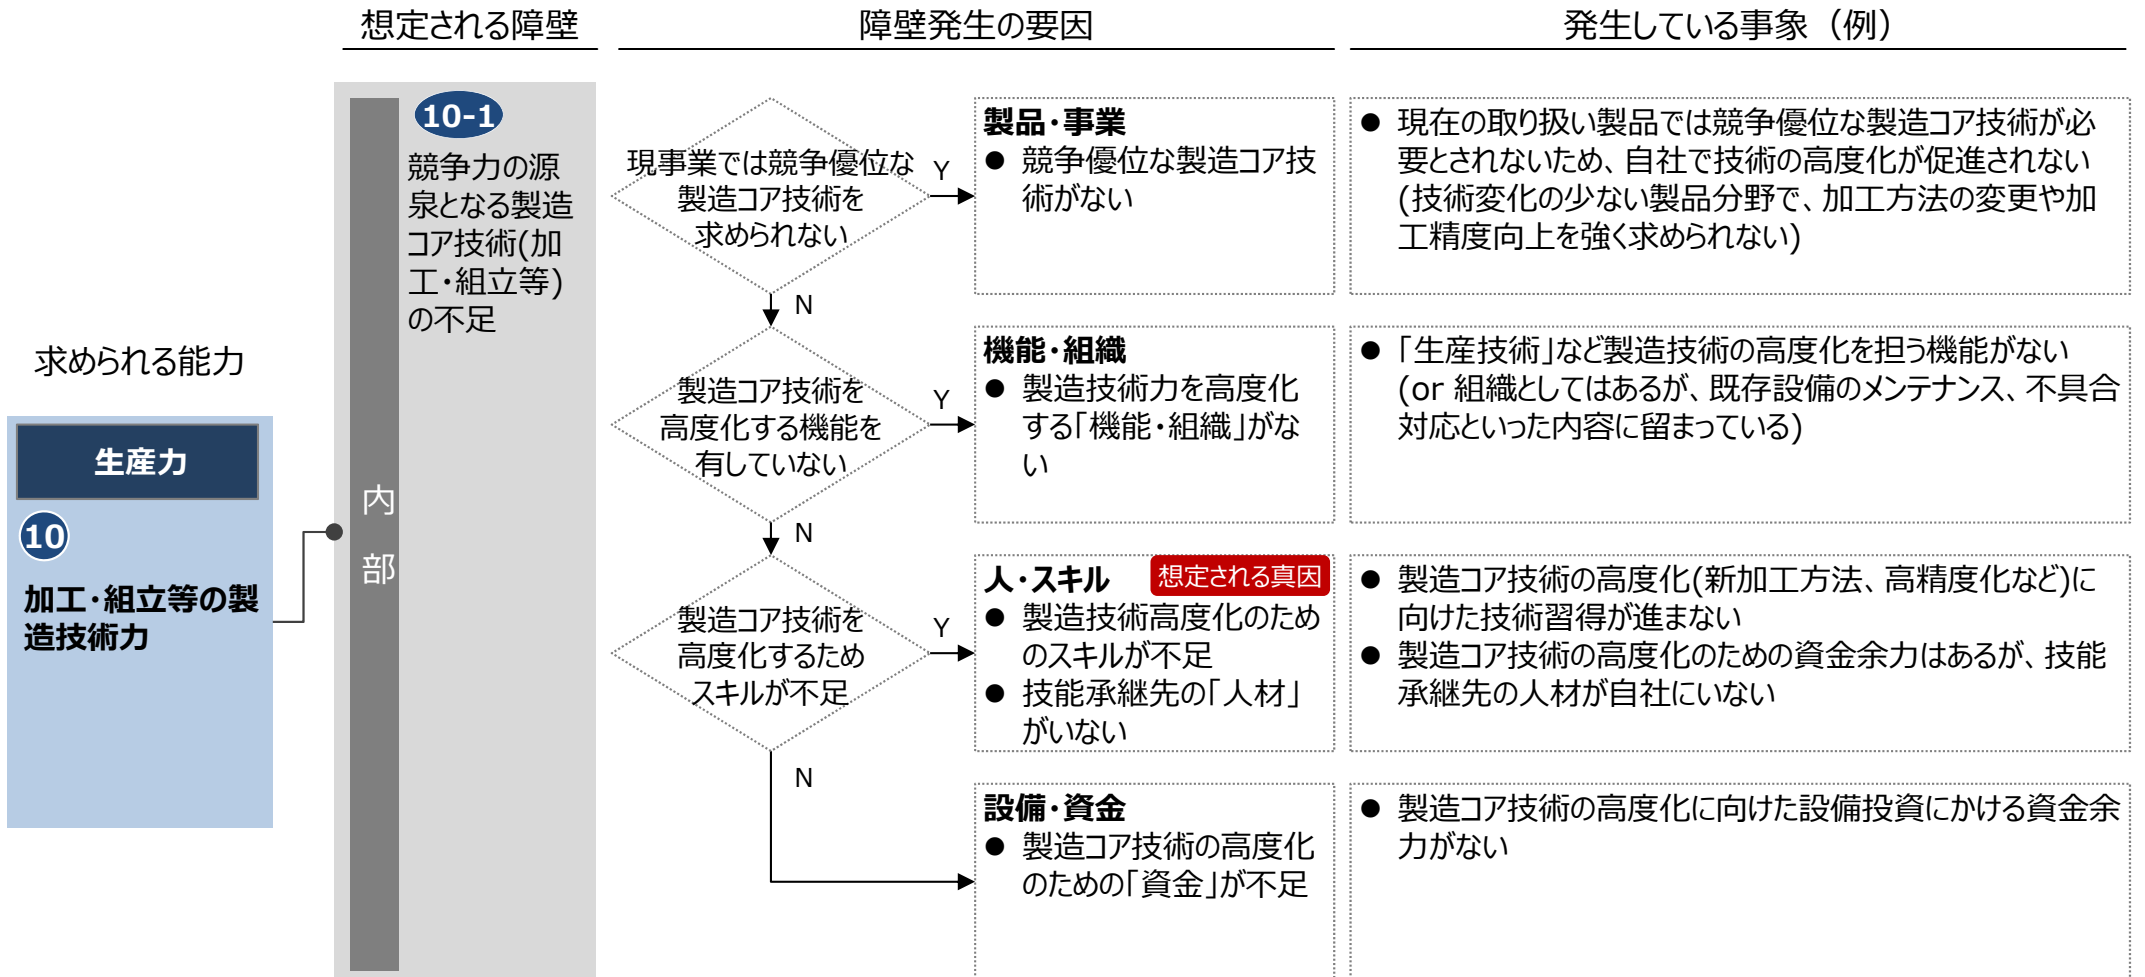 想定される障壁
障壁発生の要因
発生している事象（例）
求められる能力
生産力
10
加工・組立等の製
造技術力
内
部
10-1
競争力の源
泉となる製造
コア技術(加
工・組立等)
の不足
現事業では競争優位な
製造コア技術を
求められない
Y
N
製品・事業
● 競争優位な製造コア技
術がない
● 現在の取り扱い製品では競争優位な製造コア技術が必
要とされないため、自社で技術の高度化が促進されない
(技術変化の少ない製品分野で、加工方法の変更や加
工精度向上を強く求められない)
製造コア技術を
高度化する機能を
有していない
Y
N
機能・組織
● 製造技術力を高度化
する「機能・組織」がな
い
● 「生産技術」など製造技術の高度化を担う機能がない
(or 組織としてはあるが、既存設備のメンテナンス、不具合
対応といった内容に留まっている)
製造コア技術を
高度化するため
スキルが不足
Y
N
人・スキル
想定される真因
● 製造技術高度化のため
のスキルが不足
● 技能承継先の「人材」
がいない
● 製造コア技術の高度化(新加工方法、高精度化など)に
向けた技術習得が進まない
● 製造コア技術の高度化のための資金余力はあるが、技能
承継先の人材が自社にいない
設備・資金
● 製造コア技術の高度化
のための「資金」が不足
● 製造コア技術の高度化に向けた設備投資にかける資金余
力がない